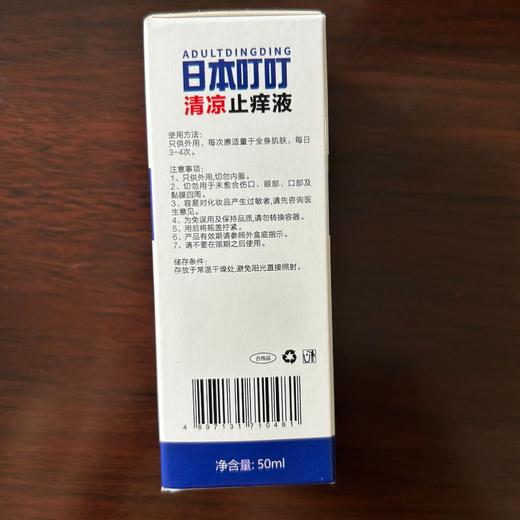 ADULTDINGDING
日本叮叮
清凉止痒液
使用方法：
只供外用，每次擦适量于全身肌肤，每日
3-4次。
注意事项：
1、只供外用,切勿内服。
2、切勿用于未愈合伤口、眼部、口部及
黏膜四周。
3、容易对化妆品产生过敏者,请先咨询医
生意见。
4、为免误用及保持品质,请勿转换容器。
5、用后将瓶盖拧紧。
6、产品有效期请参照外盒底指示。
7、请不要在限期之后使用。
储存条件：
存放于常温干燥处,避免阳光直接照射。
合格品
4 897131 710481
净含量: 50ml